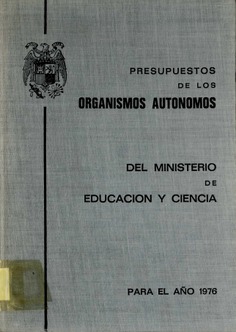 PRESUPUESTOS
DE LOS
ORGANISMOS AUTONOMOS
DEL MINISTERIO
DE
EDUCACION Y CIENCIA
PARA EL AÑO 1976